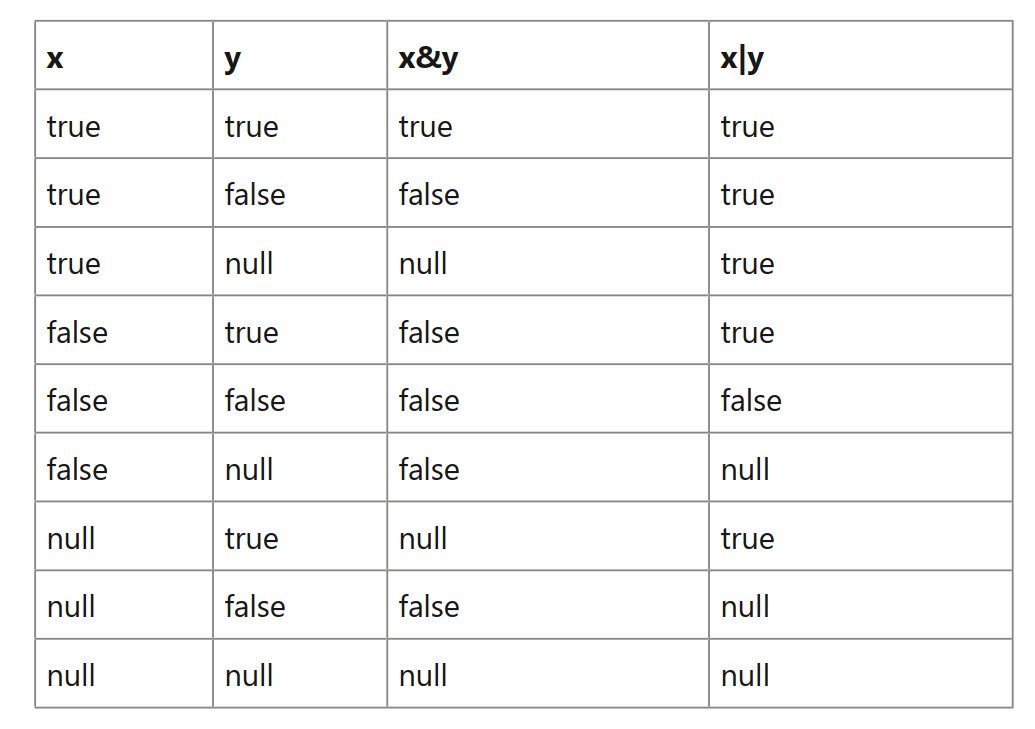 x y x&y x|y
true true true true
true false false true
true null null true
false true false true
false false false false
false null false null
null true null true
null false false null
null null null null